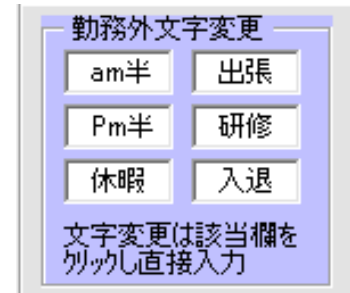 勤務外文字変更
am半 出張
Pm半 研修
休暇 入退
文字変更は該当欄を
ｸﾘｯｸし直接入力